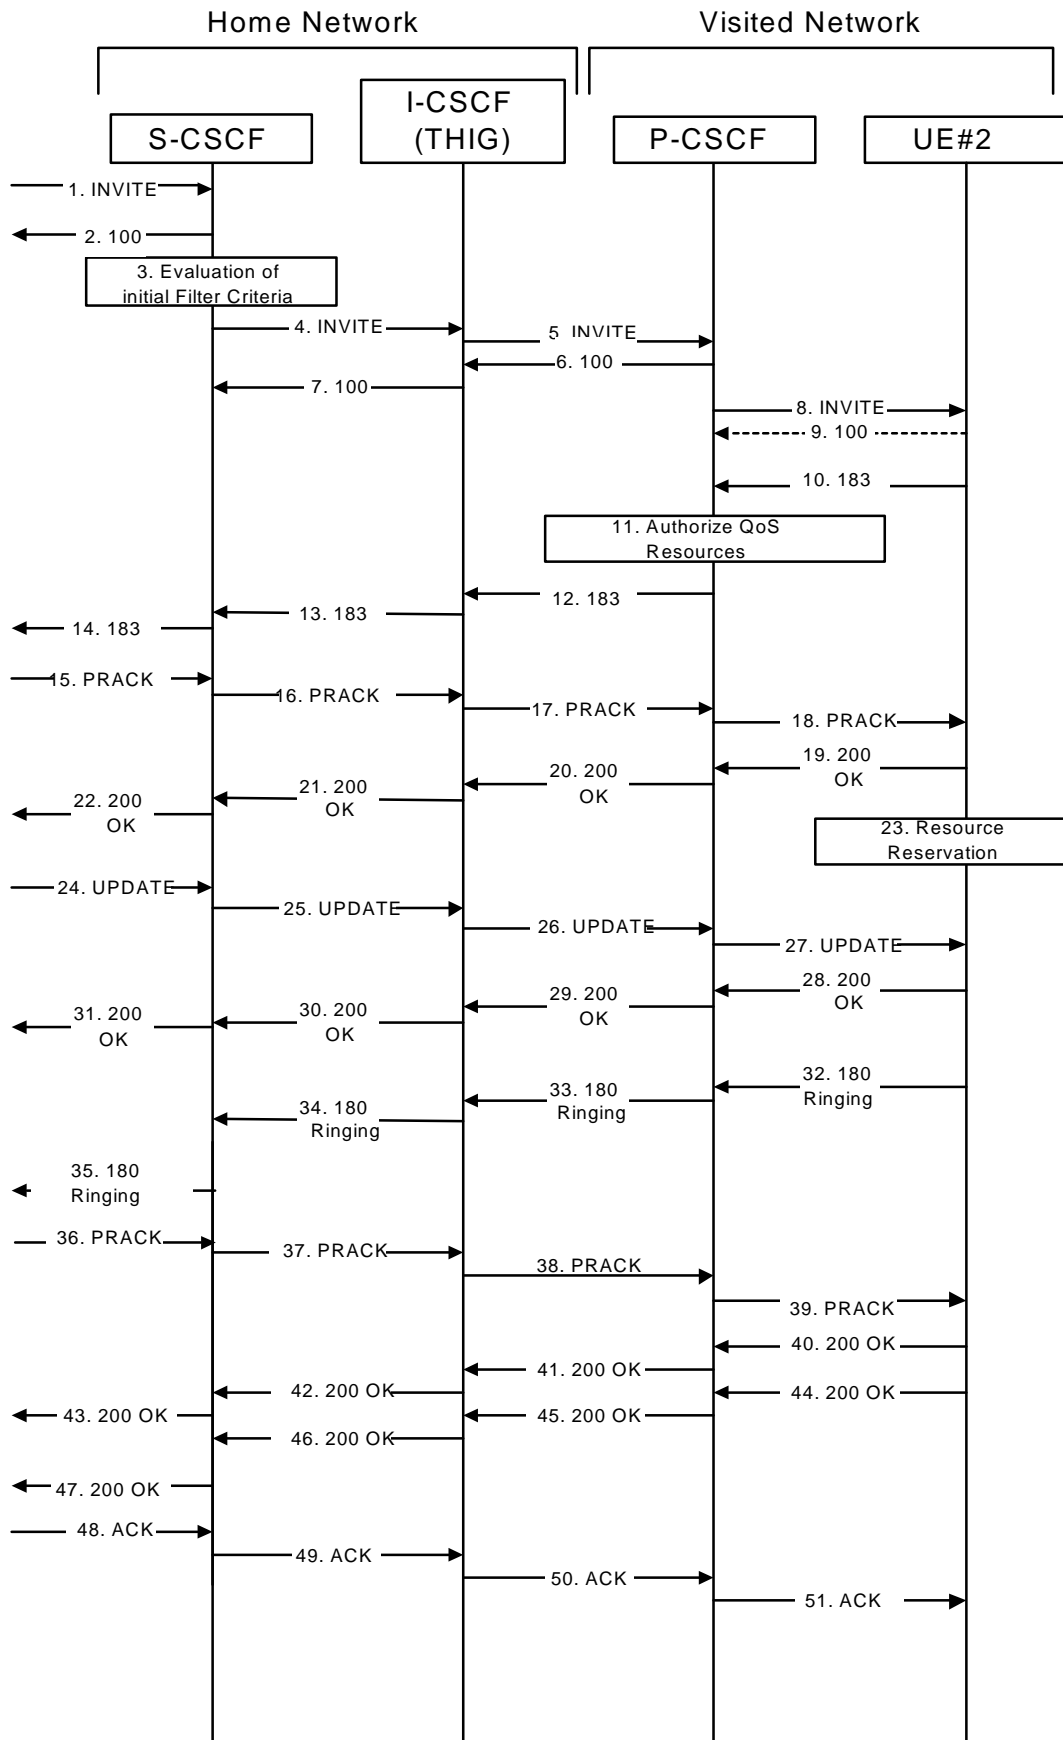 Home Network
Visited Network
I-CSCF
(THIG)
S-CSCF
P-CSCF
UE#2
1. INVITE
2. 100
3. Evaluation of
initial Filter Criteria
4. INVITE
5. INVITE
6. 100
7. 100
8. INVITE
9. 100
10. 183
11. Authorize QoS
Resources
12. 183
13. 183
14. 183
15. PRACK
16. PRACK
17. PRACK
18. PRACK
19. 200
OK
20. 200
OK
21. 200
OK
22. 200
OK
23. Resource
Reservation
24. UPDATE
25. UPDATE
26. UPDATE
27. UPDATE
28. 200
OK
29. 200
OK
30. 200
OK
31. 200
OK
32. 180
Ringing
33. 180
Ringing
34. 180
Ringing
35. 180
Ringing
36. PRACK
37. PRACK
38. PRACK
39. PRACK
40. 200 OK
41. 200 OK
42. 200 OK
43. 200 OK
44. 200 OK
45. 200 OK
46. 200 OK
47. 200 OK
48. ACK
49. ACK
50. ACK
51. ACK